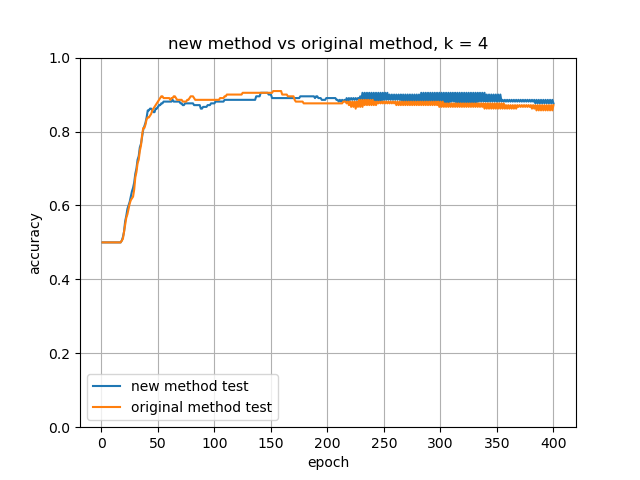 new method vs original method, k = 4
1.0
0.8
0.6
0.4
0.2
0.0
accuracy
new method test
original method test
0 50 100 150 200 250 300 350 400
epoch